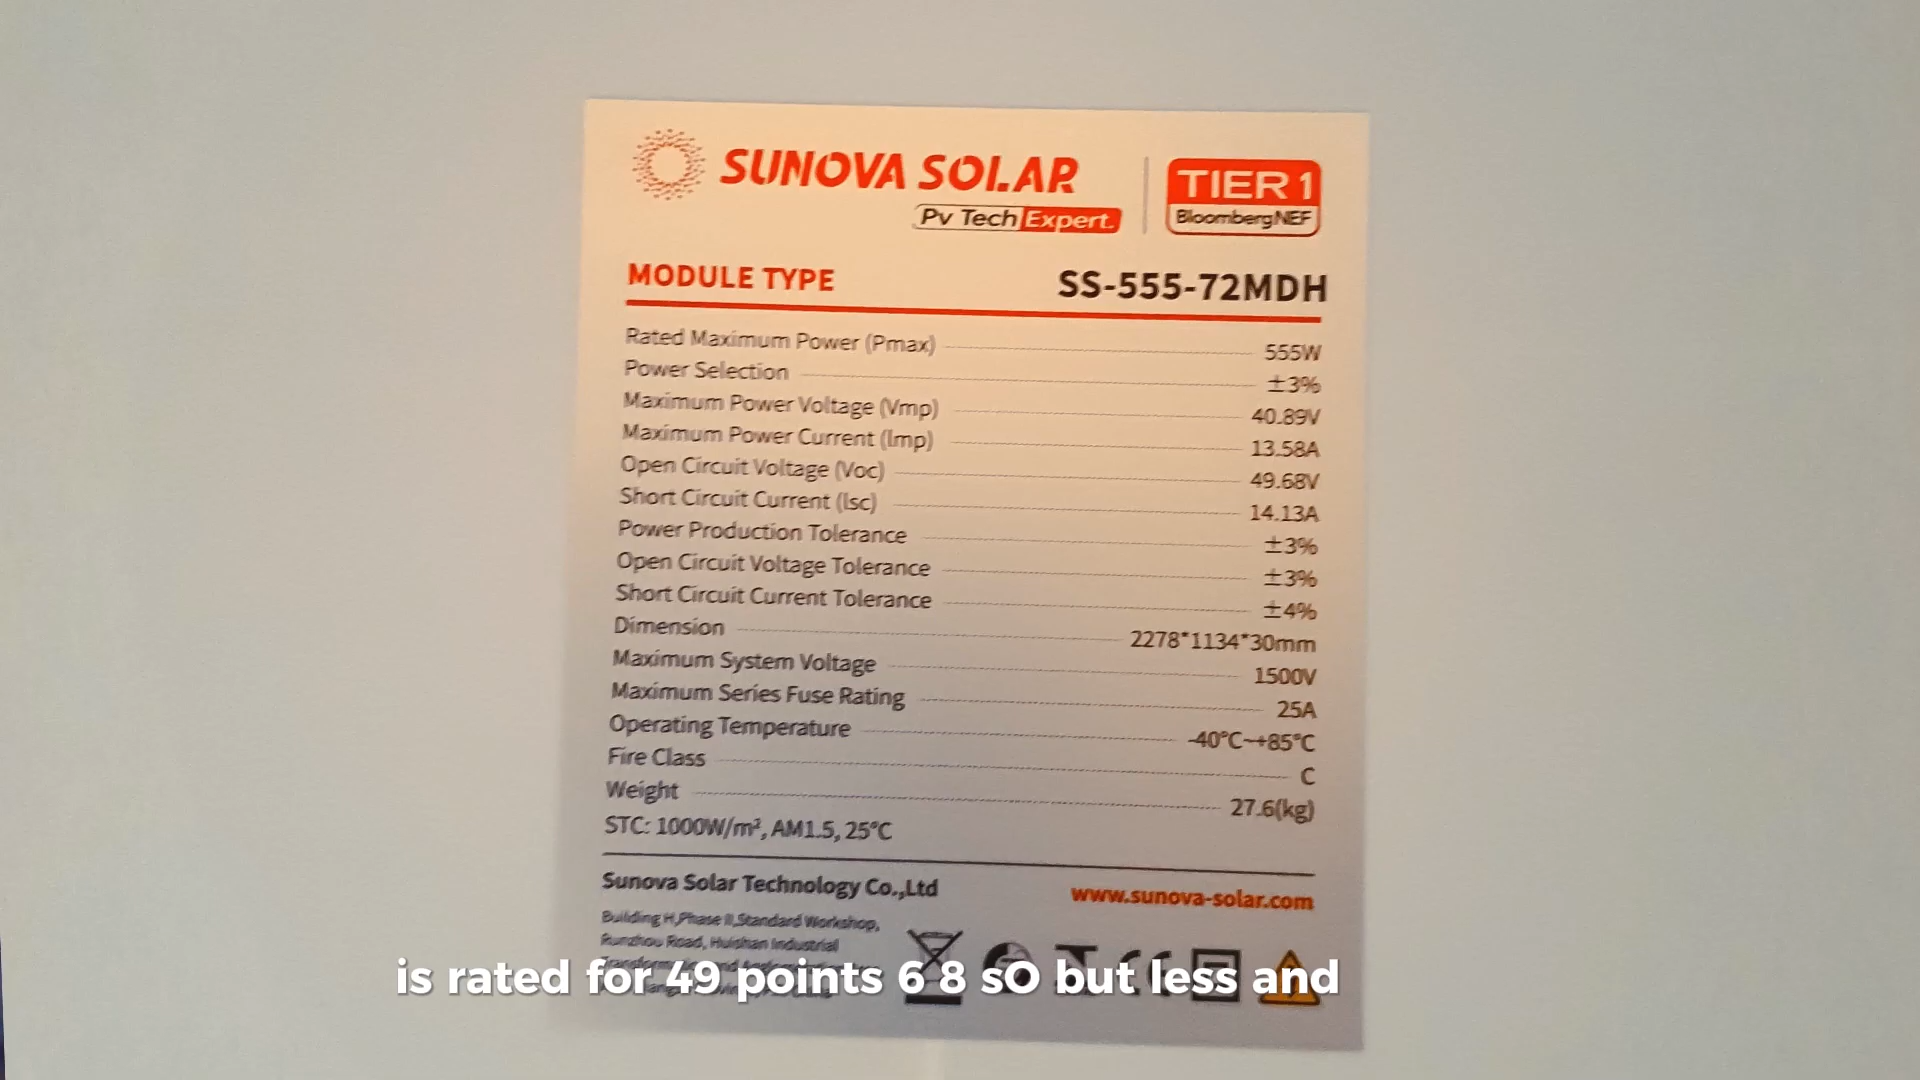 SUNOVA SOLAR
Pv Tech Expert.
TIER 1
BloombergNEF
MODULE TYPE SS-555-72MDH
Rated Maximum Power (Pmax) 555W
Power Selection ±3%
Maximum Power Voltage (Vmp) 40.89V
Maximum Power Current (Imp) 13.58A
Open Circuit Voltage (Voc) 49.68V
Short Circuit Current (Isc) 14.13A
Power Production Tolerance ±3%
Open Circuit Voltage Tolerance ±3%
Short Circuit Current Tolerance ±4%
Dimension 2278*1134*30mm
Maximum System Voltage 1500V
Maximum Series Fuse Rating 25A
Operating Temperature -40°C~+85°C
Fire Class C
Weight 27.6(kg)
STC: 1000W/m², AM1.5, 25°C
Sunova Solar Technology Co.,Ltd
www.sunova-solar.com
Building H,Phase II,Standard Workshop,
Runzhou Road, Huishan Industrial
is rated for 49 points 6 8 sO but less and